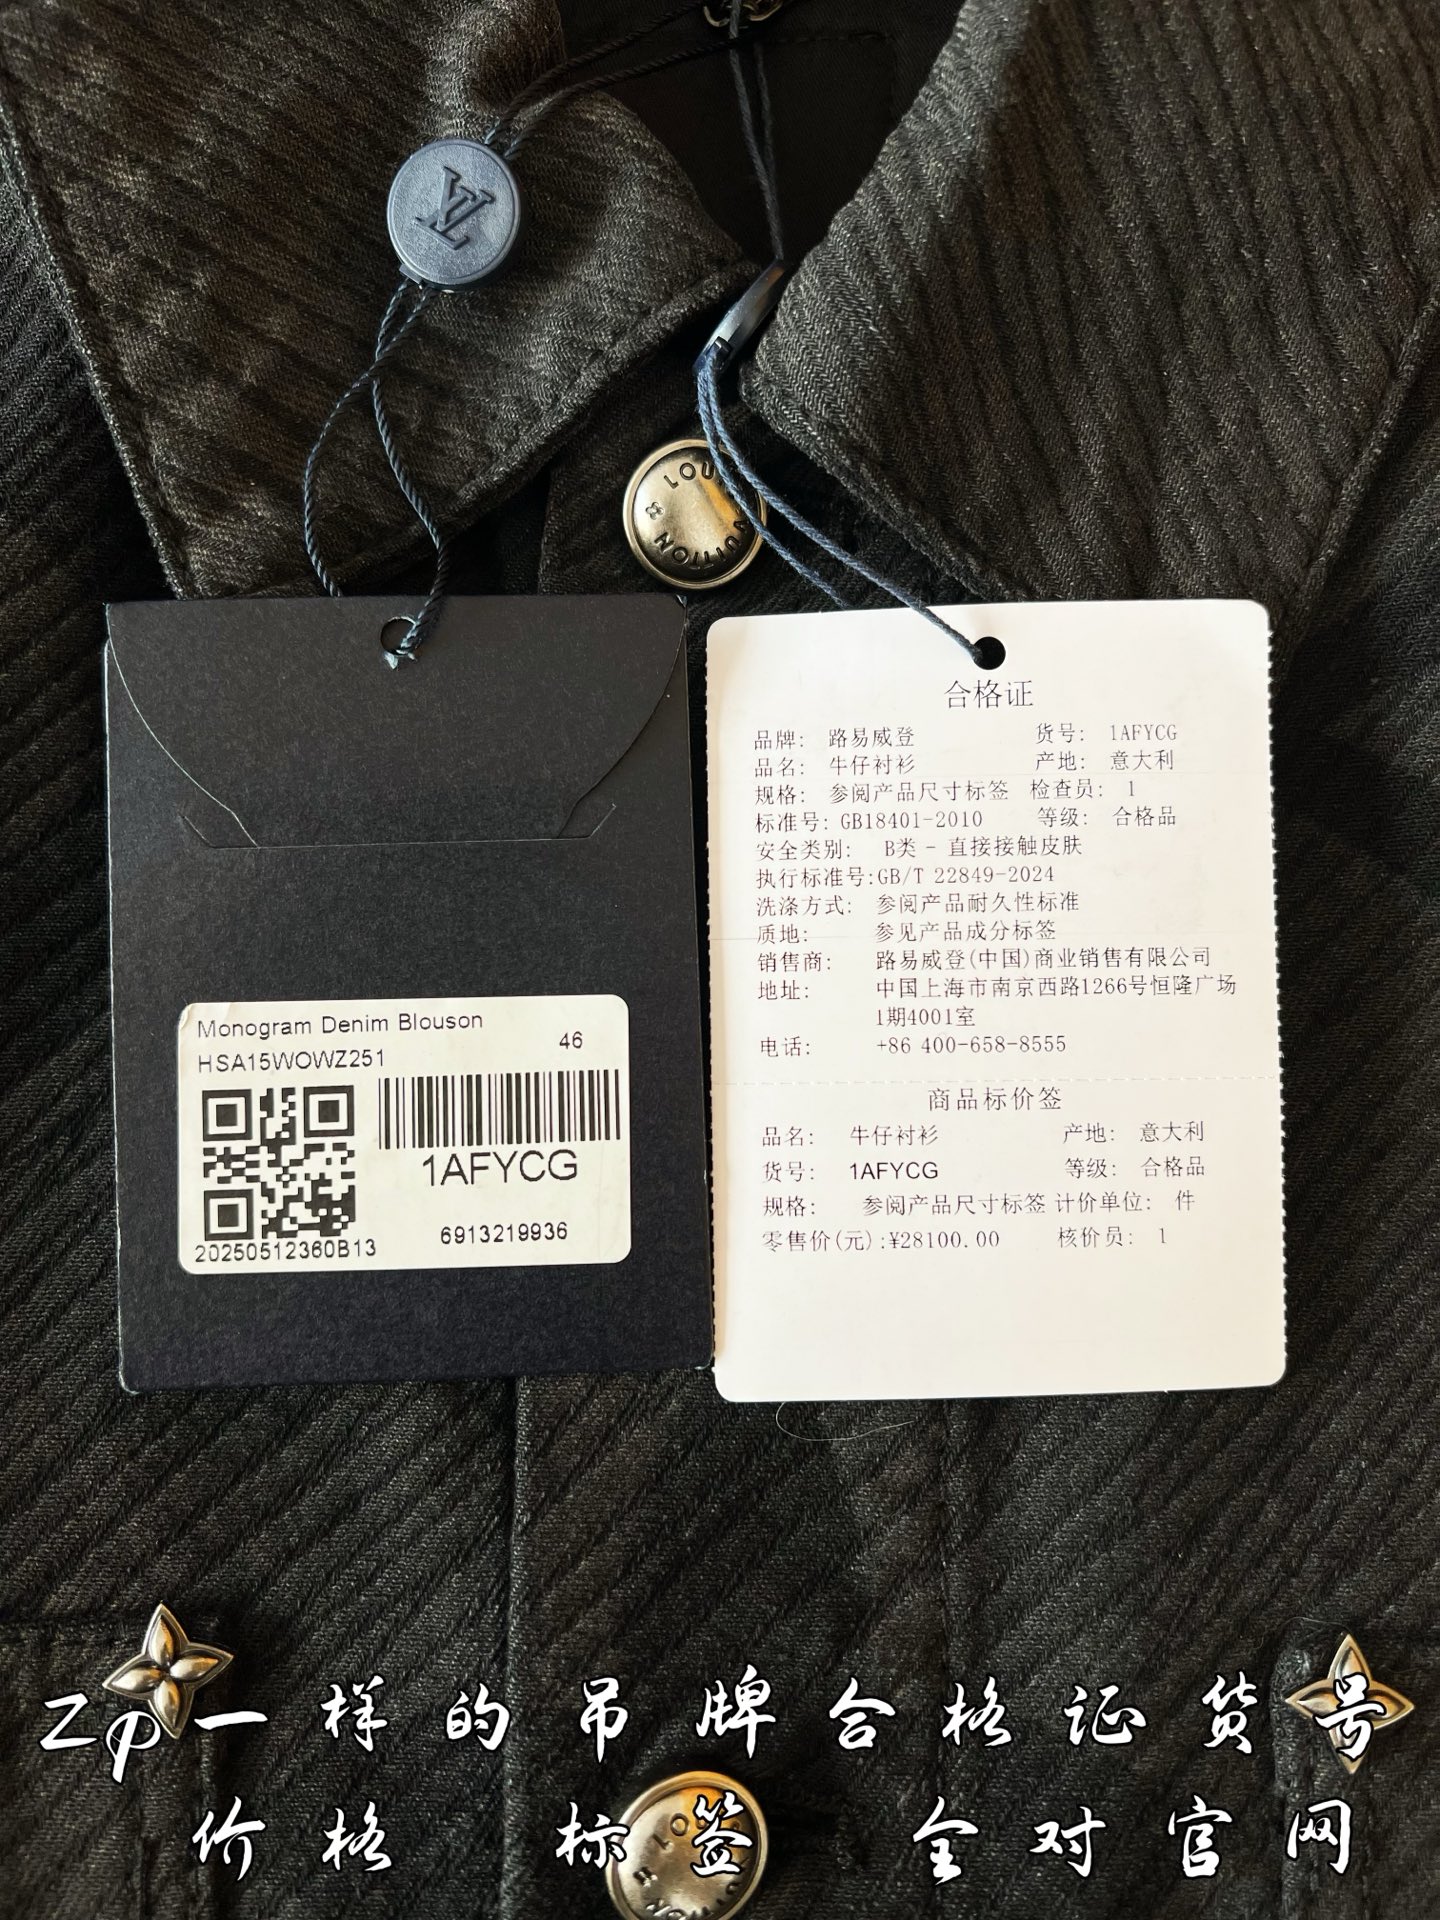 LV
LOUIS VUITTON
Monogram Denim Blouson
HSA15WOWZ251
46
1AFYCG
20250512360B13
6913219936
合格证
品牌: 路易威登 货号: 1AFYCG
品名: 牛仔衬衫 产地: 意大利
规格: 参阅产品尺寸标签 检查员: 1
标准号: GB18401-2010 等级: 合格品
安全类别: B类 - 直接接触皮肤
执行标准号:GB/T 22849-2024
洗涤方式: 参阅产品耐久性标准
质地: 参见产品成分标签
销售商: 路易威登(中国)商业销售有限公司
地址: 中国上海市南京西路1266号恒隆广场
1期4001室
电话: +86 400-658-8555
商品标价签
品名: 牛仔衬衫 产地: 意大利
货号: 1AFYCG 等级: 合格品
规格: 参阅产品尺寸标签 计价单位: 件
零售价(元):¥28100.00 核价员: 1
Zp一样的吊牌合格证货号
价格 标签 全对官网